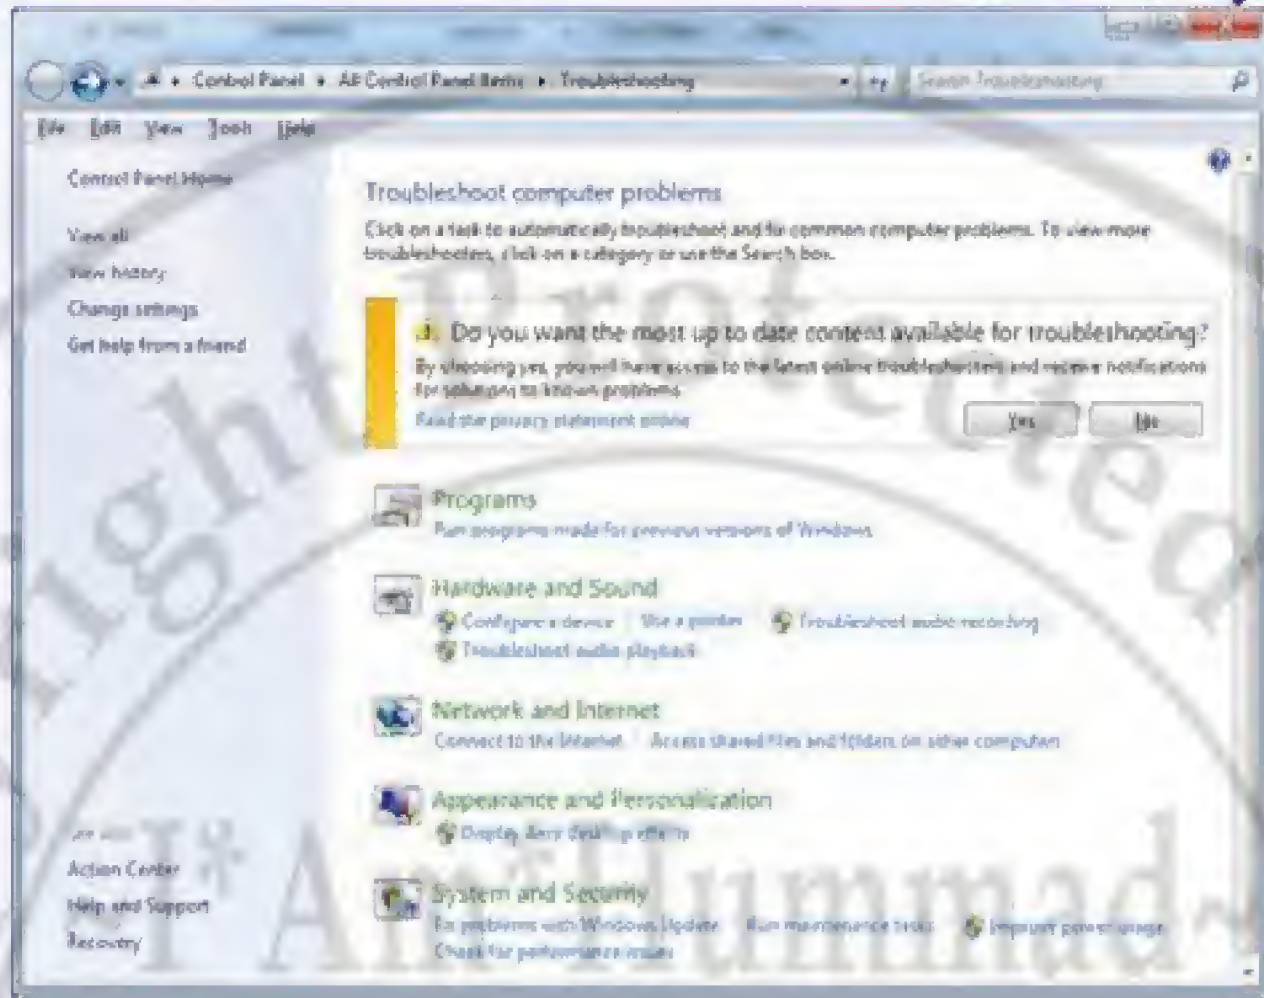 Control Panel ▸ All Control Panel Items ▸ Troubleshooting
Search Troubleshooting
File Edit View Tools Help
Control Panel Home
View all
View history
Change settings
Get help from a friend
Troubleshoot computer problems
Click on a task to automatically troubleshoot and fix common computer problems. To view more
troubleshooters, click on a category or use the Search box.
Do you want the most up to date content available for troubleshooting?
By choosing yes, you will have access to the latest online troubleshooters and receive notifications
for solutions to known problems.
Read the privacy statement online
Yes No
Programs
Run programs made for previous versions of Windows
Hardware and Sound
Configure a device Use a printer Troubleshoot audio recording
Troubleshoot audio playback
Network and Internet
Connect to the Internet Access shared files and folders on other computers
Appearance and Personalization
Display Aero desktop effects
System and Security
Fix problems with Windows Update Run maintenance tasks Improve power usage
Check for performance issues
See also
Action Center
Help and Support
Recovery
ight Protected
I* Am*Hummad